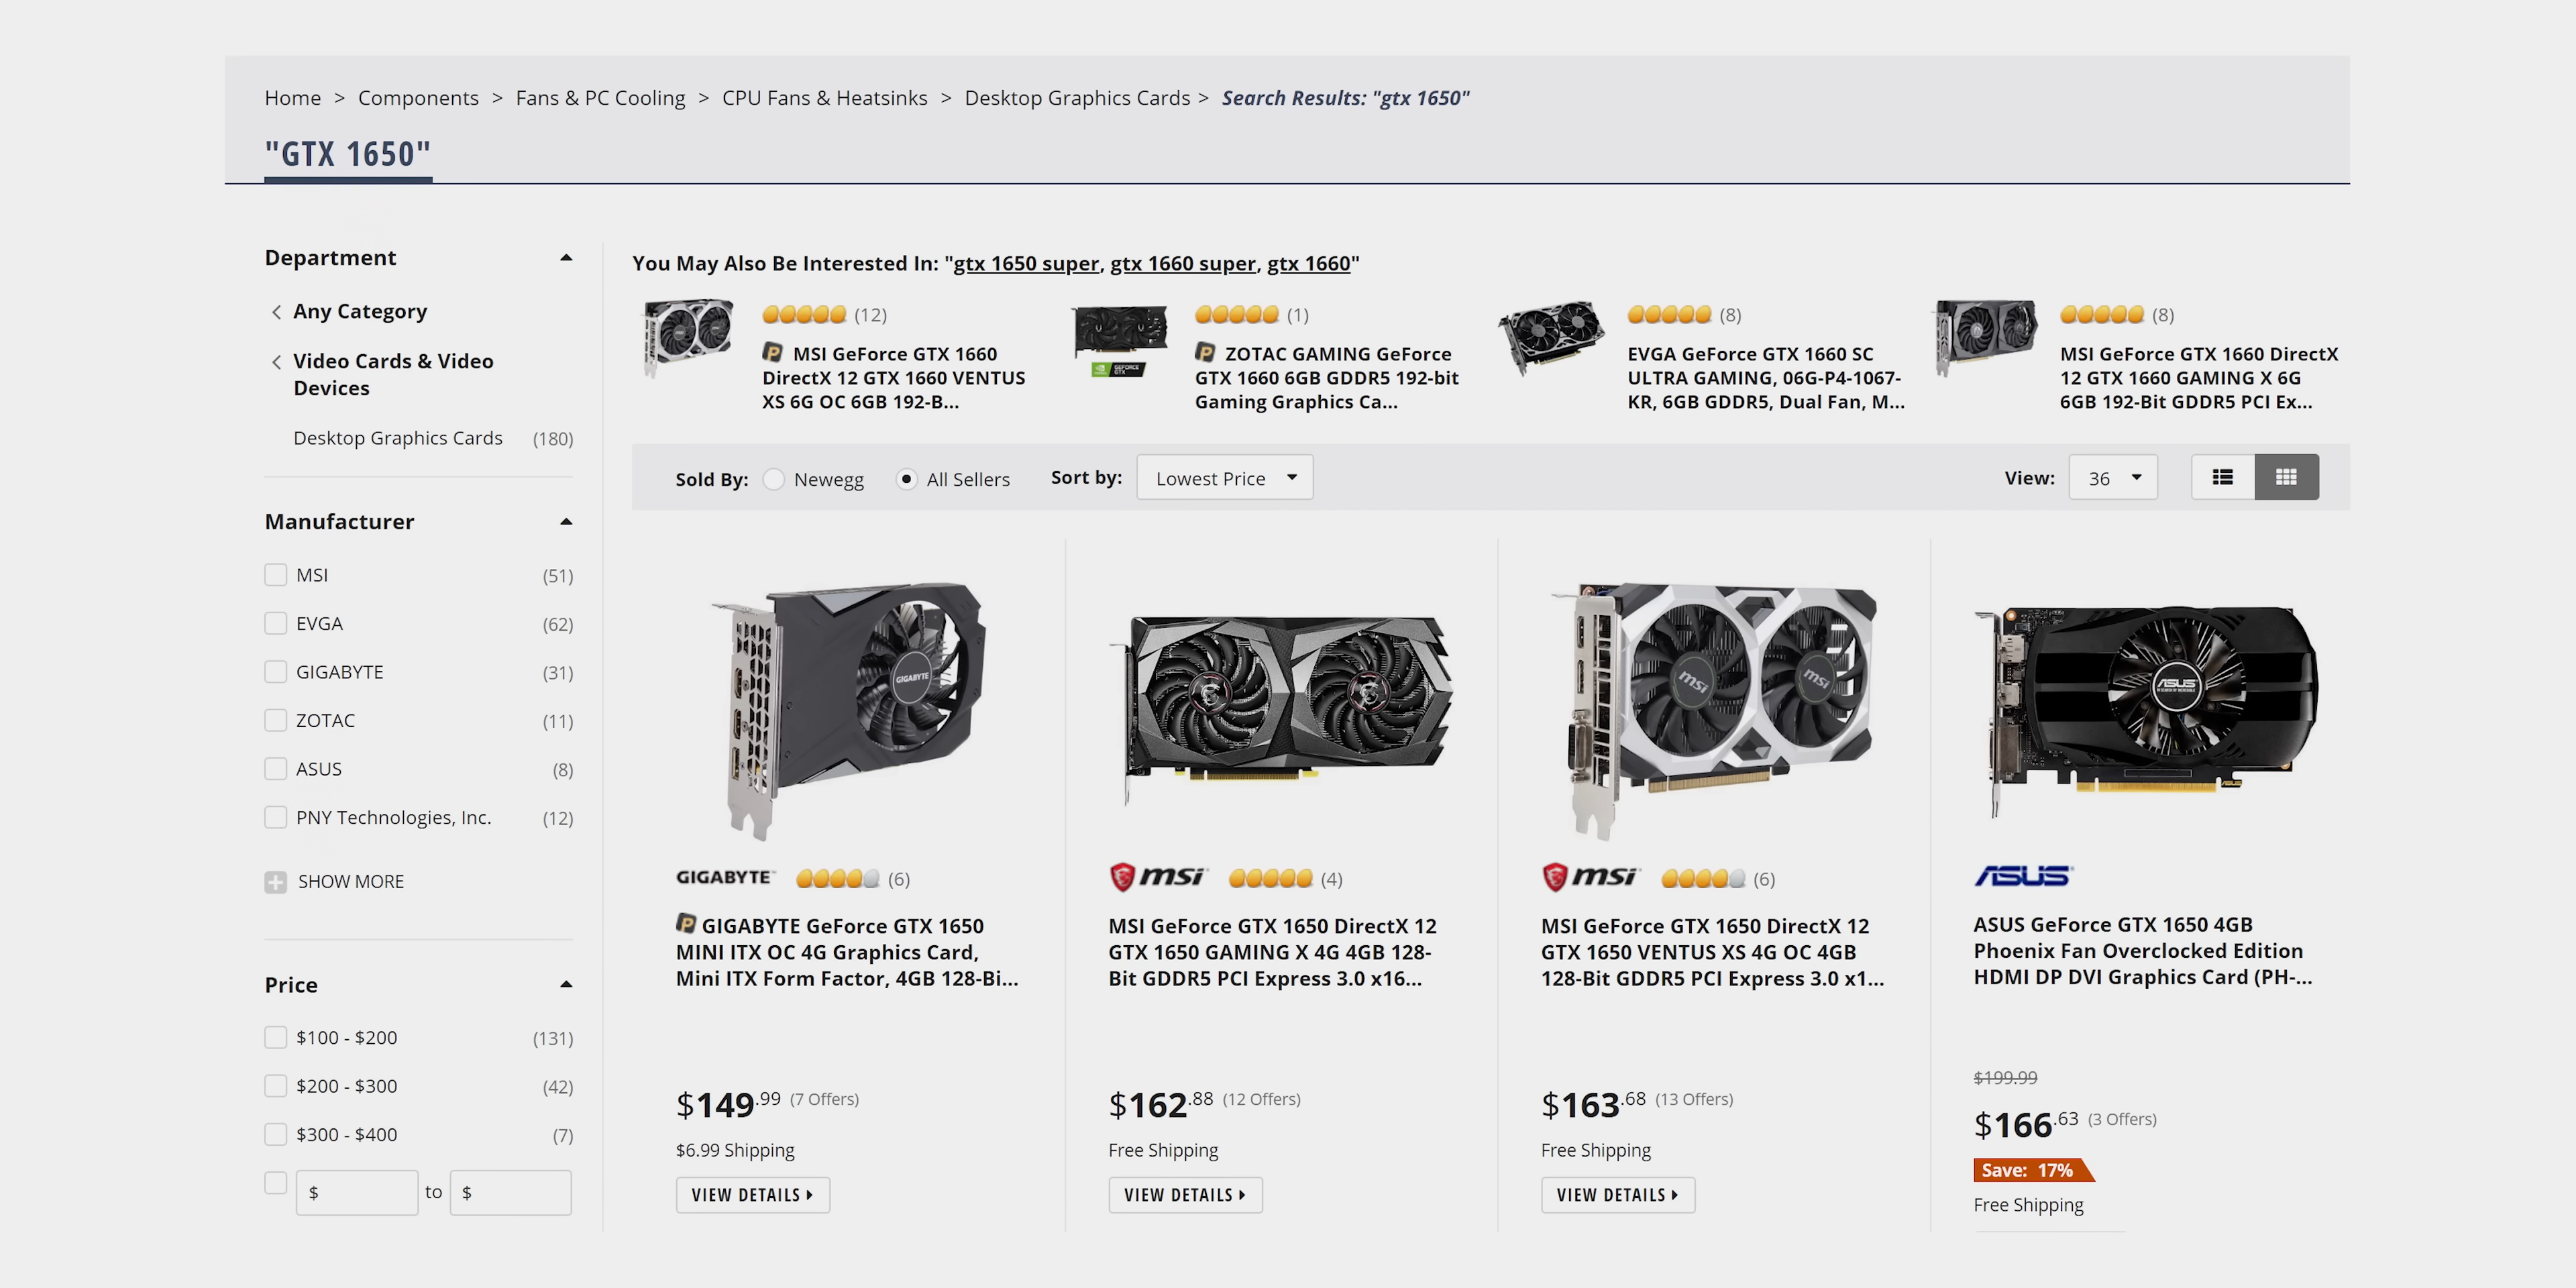 Home > Components > Fans & PC Cooling > CPU Fans & Heatsinks > Desktop Graphics Cards > Search Results: "gtx 1650"
"GTX 1650"
Department
Any Category
Video Cards & Video
Devices
Desktop Graphics Cards (180)
Manufacturer
MSI (51)
EVGA (62)
GIGABYTE (31)
ZOTAC (11)
ASUS (8)
PNY Technologies, Inc. (12)
SHOW MORE
Price
$100 - $200 (131)
$200 - $300 (42)
$300 - $400 (7)
$ to $
You May Also Be Interested In: "gtx 1650 super, gtx 1660 super, gtx 1660"
(12)
MSI GeForce GTX 1660
DirectX 12 GTX 1660 VENTUS
XS 6G OC 6GB 192-B...
(1)
ZOTAC GAMING GeForce
GTX 1660 6GB GDDR5 192-bit
Gaming Graphics Ca...
(8)
EVGA GeForce GTX 1660 SC
ULTRA GAMING, 06G-P4-1067-
KR, 6GB GDDR5, Dual Fan, M...
(8)
MSI GeForce GTX 1660 DirectX
12 GTX 1660 GAMING X 6G
6GB 192-Bit GDDR5 PCI Ex...
Sold By: Newegg All Sellers Sort by: Lowest Price View: 36
GIGABYTE
GIGABYTE (6)
GIGABYTE GeForce GTX 1650
MINI ITX OC 4G Graphics Card,
Mini ITX Form Factor, 4GB 128-Bi...
$149.99 (7 Offers)
$6.99 Shipping
VIEW DETAILS
msi (4)
MSI GeForce GTX 1650 DirectX 12
GTX 1650 GAMING X 4G 4GB 128-
Bit GDDR5 PCI Express 3.0 x16...
$162.88 (12 Offers)
Free Shipping
VIEW DETAILS
msi msi
msi (6)
MSI GeForce GTX 1650 DirectX 12
GTX 1650 VENTUS XS 4G OC 4GB
128-Bit GDDR5 PCI Express 3.0 x1...
$163.68 (13 Offers)
Free Shipping
VIEW DETAILS
ASUS
ASUS
ASUS
ASUS GeForce GTX 1650 4GB
Phoenix Fan Overclocked Edition
HDMI DP DVI Graphics Card (PH-...
$199.99
$166.63 (3 Offers)
Save: 17%
Free Shipping